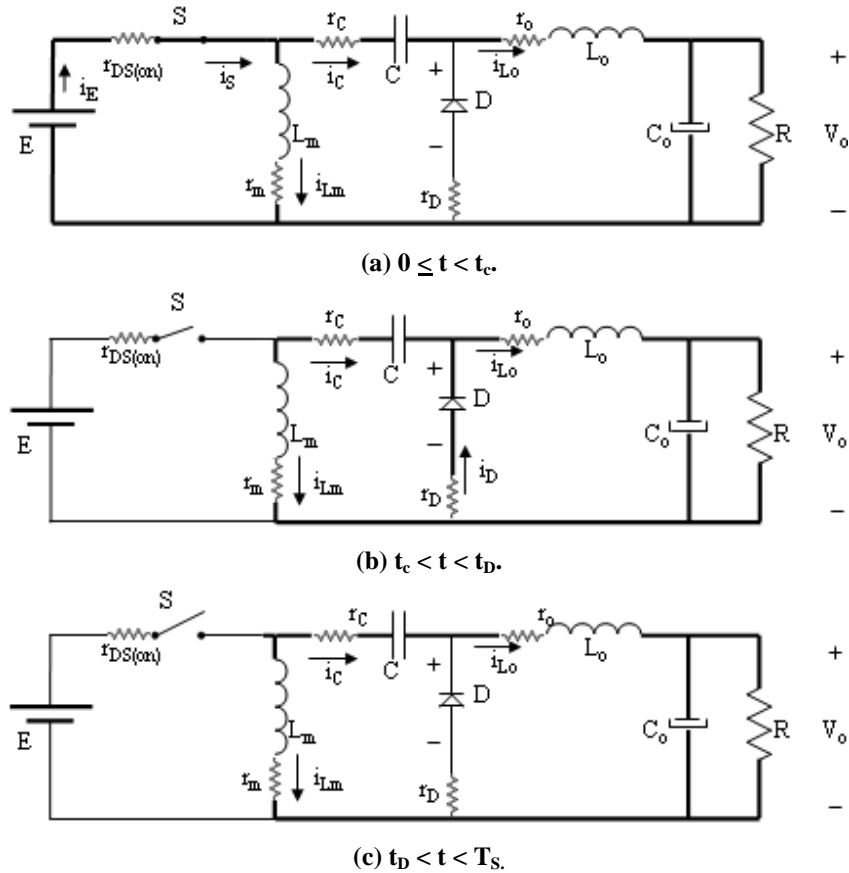 S r_C r_o
r_DS(on) i_S i_C C + i_Lo L_o +
i_E D
E L_m – C_o R V_o
r_m i_Lm r_D –
(a) 0 ≤ t < t_c.
S r_C r_o
r_DS(on) i_C C + i_Lo L_o +
D
E L_m – C_o R V_o
r_m i_Lm r_D i_D –
(b) t_c < t < t_D.
S r_C r_o
r_DS(on) i_C C + i_Lo L_o +
D
E L_m – C_o R V_o
r_m i_Lm r_D –
(c) t_D < t < T_S.